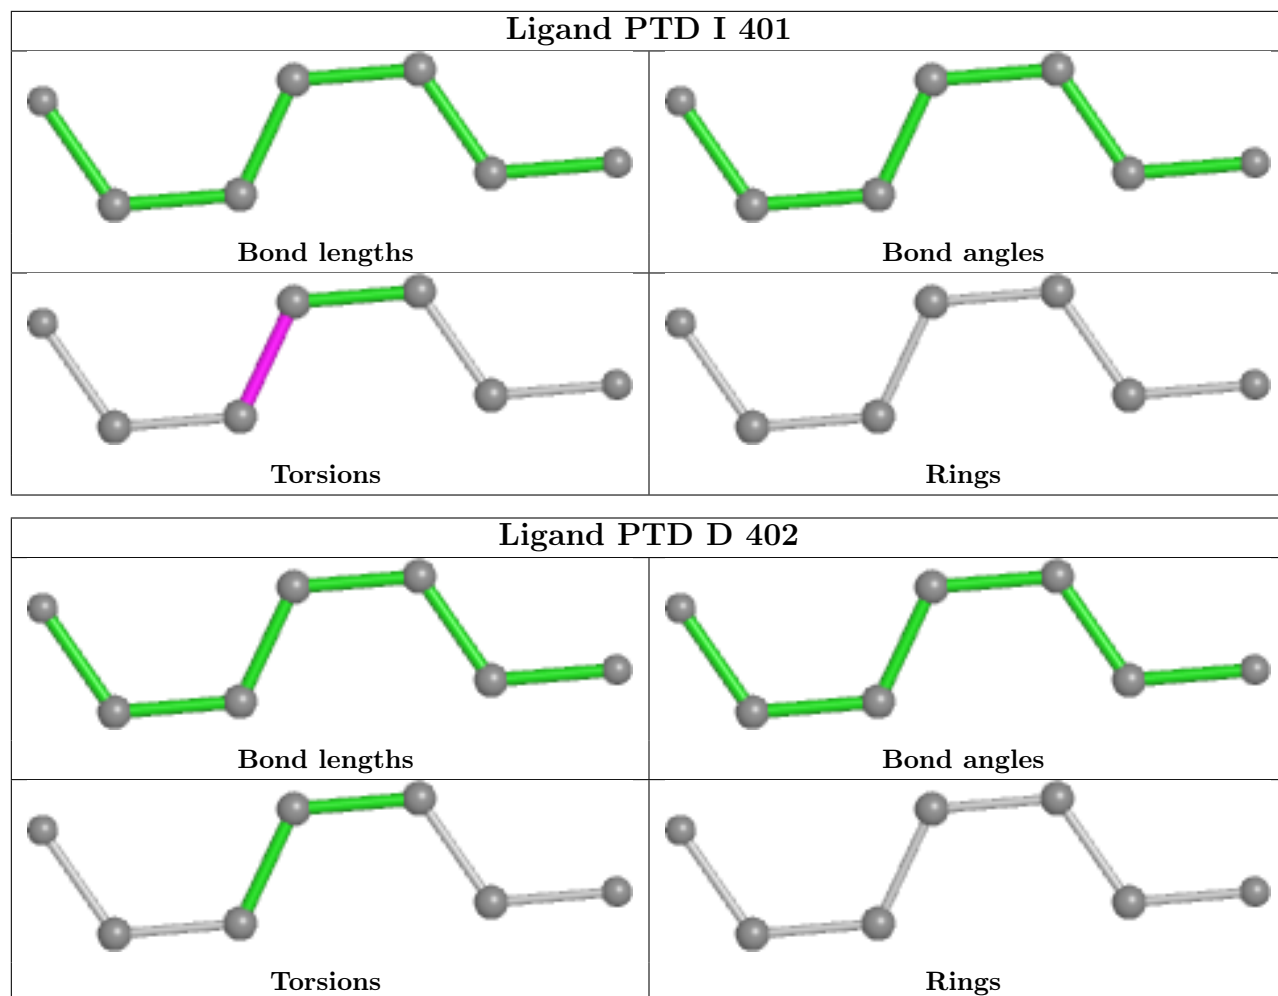 Ligand PTD I 401
Bond lengths
Bond angles
Torsions
Rings
Ligand PTD D 402
Bond lengths
Bond angles
Torsions
Rings